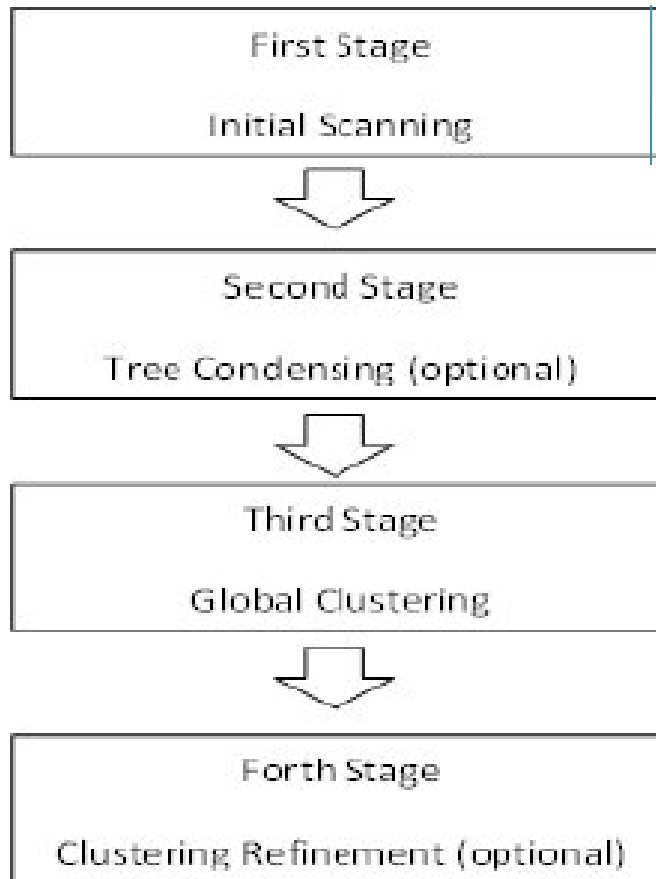 First Stage
Initial Scanning
Second Stage
Tree Condensing (optional)
Third Stage
Global Clustering
Forth Stage
Clustering Refinement (optional)